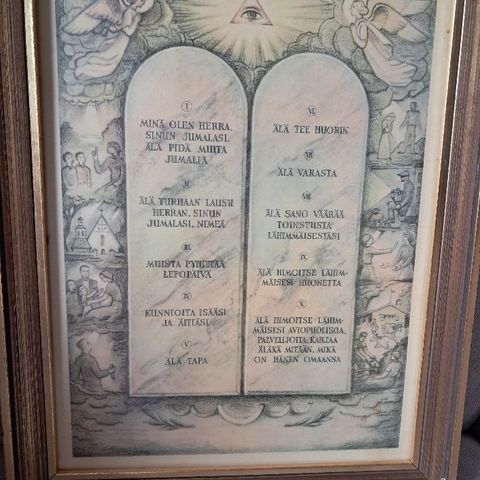 I
MINÄ OLEN HERRA,
SINUN JUMALASI.
ÄLÄ PIDÄ MUITA
JUMALIA
II
ÄLÄ TURHAAN LAUSU
HERRAN, SINUN
JUMALASI, NIMEÄ
III
MUISTA PYHITTÄÄ
LEPOPÄIVÄ
IV
KUNNIOITA ISÄÄSI
JA ÄITIÄSI
V
ÄLÄ TAPA
VI
ÄLÄ TEE HUORIN
VII
ÄLÄ VARASTA
VIII
ÄLÄ SANO VÄÄRÄÄ
TODISTUSTA
LÄHIMMÄISESTÄSI
IX
ÄLÄ HIMOITSE LÄHIM-
MÄISESI HUONETTA
X
ÄLÄ HIMOITSE LÄHIM-
MÄISESI AVIOPUOLISOA,
PALVELIJOITA, KARJAA
ÄLÄKÄ MITÄÄN, MIKÄ
ON HÄNEN OMAANSA